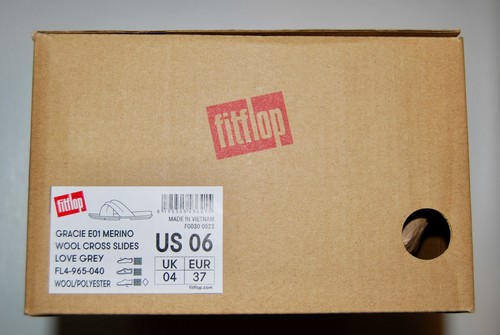 fitflop
fitflop
GRACIE E01 MERINO
WOOL CROSS SLIDES
LOVE GREY
FL4-965-040
WOOL/POLYESTER
MADE IN VIETNAM
F0030 0922
US 06
UK EUR
04 37
fitflop.com